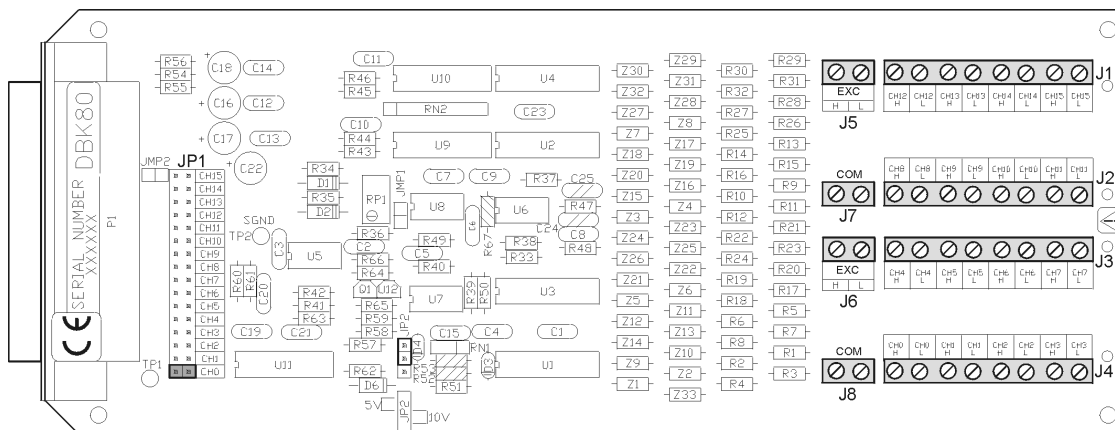 R56
R54
R55
C18
C14
C16
C12
C17
C13
C22
JMP2
JP1
CH15
CH14
CH13
CH12
CH11
CH10
CH9
CH8
CH7
CH6
CH5
CH4
CH3
CH2
CH1
CH0
SERIAL NUMBER DBK80
XXXXXX
P1
CE
TP1
SGND
TP2
R60
R61
C20
C3
U5
R42
R41
R63
C19
C21
U11
R34
D1
R35
D2
C11
R46
R45
U10
U4
RN2
C23
C10
R44
R43
U9
U2
RP1
JMP1
C7
C9
R37
C25
R47
U8
C6
R67
U6
C24
C8
R48
R36
C2
R66
R64
C5
R49
R40
R38
R33
Q1
U12
U7
R39
R50
U3
R65
R59
R58
R57
JP2
C15
RN1
C4
C1
D3
U1
R62
D6
R51
5V
JP2
10V
Z30
Z32
Z27
Z7
Z18
Z20
Z15
Z3
Z24
Z26
Z21
Z5
Z12
Z14
Z9
Z1
Z29
Z31
Z28
Z8
Z17
Z19
Z16
Z4
Z23
Z25
Z22
Z6
Z11
Z13
Z10
Z2
Z33
R30
R32
R27
R25
R14
R16
R10
R12
R22
R24
R19
R18
R6
R8
R2
R4
R29
R31
R28
R26
R13
R15
R9
R11
R21
R23
R20
R17
R5
R7
R1
R3
EXC
H L
J5
CH12 H
CH12 L
CH13 H
CH13 L
CH14 H
CH14 L
CH15 H
CH15 L
J1
COM
J7
CH8 H
CH8 L
CH9 H
CH9 L
CH10 H
CH10 L
CH11 H
CH11 L
J2
EXC
H L
J6
CH4 H
CH4 L
CH5 H
CH5 L
CH6 H
CH6 L
CH7 H
CH7 L
J3
COM
J8
CH0 H
CH0 L
CH1 H
CH1 L
CH2 H
CH2 L
CH3 H
CH3 L
J4